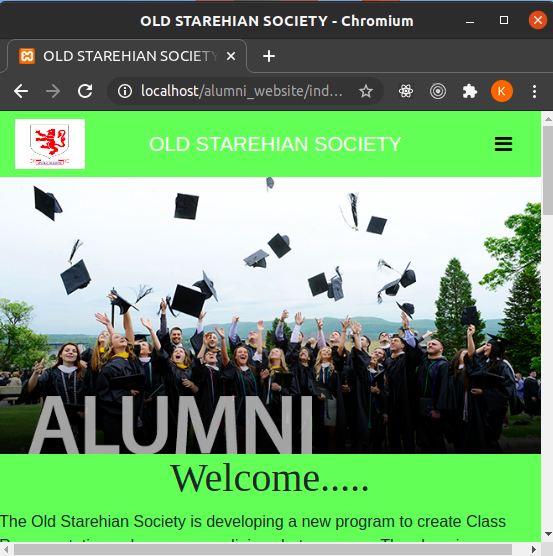 OLD STAREHIAN SOCIETY - Chromium
OLD STAREHIAN SOCIETY
localhost/alumni_website/ind...
K
OLD STAREHIAN SOCIETY
ALUMNI
Welcome.....
The Old Starehian Society is developing a new program to create Class